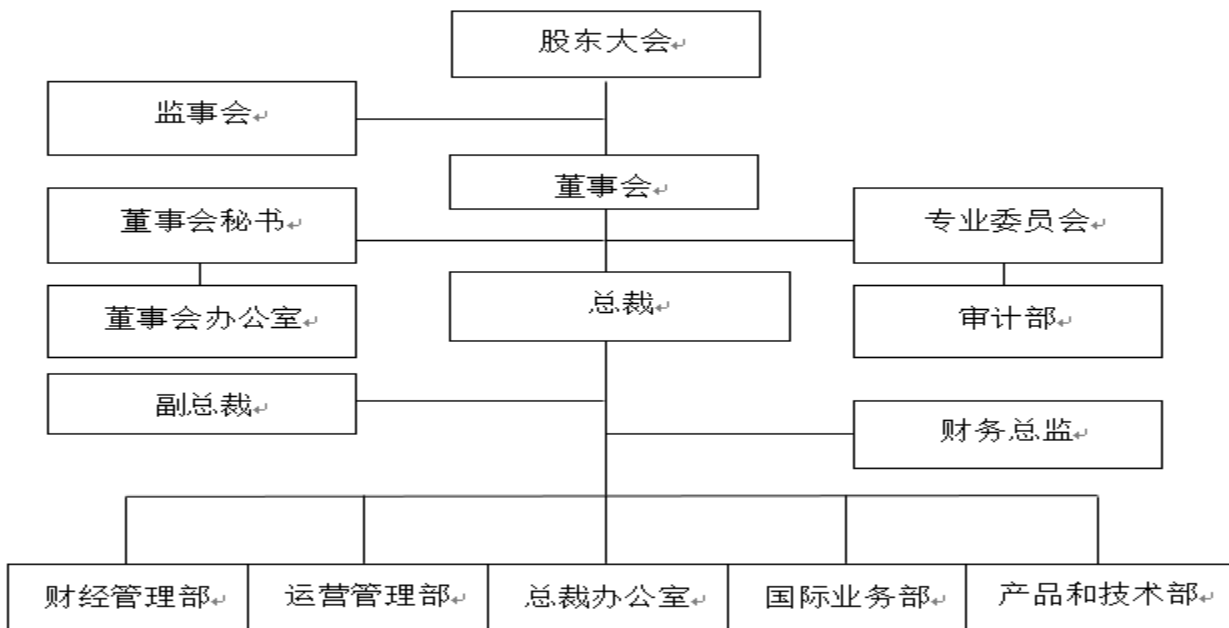 股东大会
监事会
董事会
董事会秘书
专业委员会
总裁
董事会办公室
审计部
副总裁
财务总监
财经管理部
运营管理部
总裁办公室
国际业务部
产品和技术部